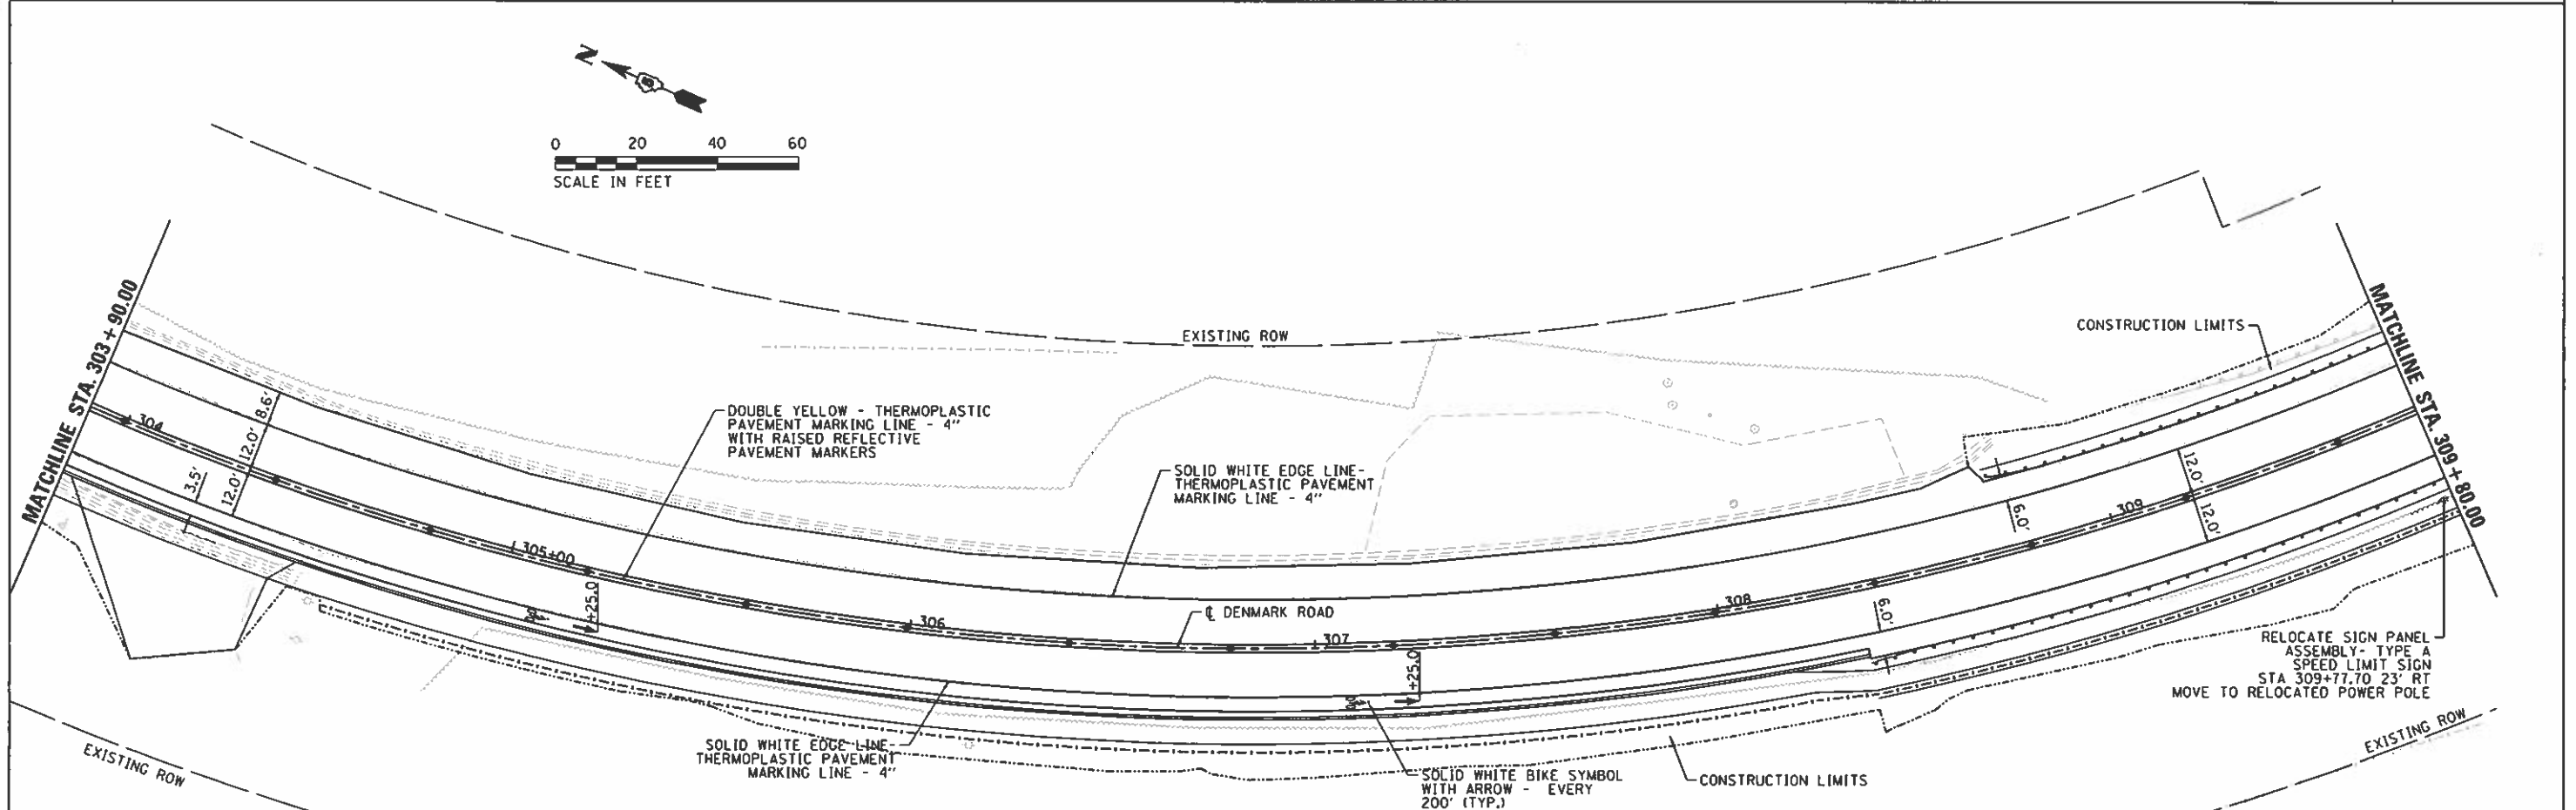 N
0 20 40 60
SCALE IN FEET
EXISTING ROW
MATCHLINE STA. 303 + 90.00
MATCHLINE STA. 309 + 80.00
CONSTRUCTION LIMITS
DOUBLE YELLOW - THERMOPLASTIC
PAVEMENT MARKING LINE - 4"
WITH RAISED REFLECTIVE
PAVEMENT MARKERS
SOLID WHITE EDGE LINE-
THERMOPLASTIC PAVEMENT
MARKING LINE - 4"
304
8.6'
12.0'
12.0'
3.5'
305+00
+25.0
306
℄ DENMARK ROAD
307
+25.0
308
6.0'
6.0'
309
12.0'
12.0'
RELOCATE SIGN PANEL
ASSEMBLY- TYPE A
SPEED LIMIT SIGN
STA 309+77.70 23' RT
MOVE TO RELOCATED POWER POLE
EXISTING ROW
SOLID WHITE EDGE LINE-
THERMOPLASTIC PAVEMENT
MARKING LINE - 4"
SOLID WHITE BIKE SYMBOL
WITH ARROW - EVERY
200' (TYP.)
CONSTRUCTION LIMITS
EXISTING ROW